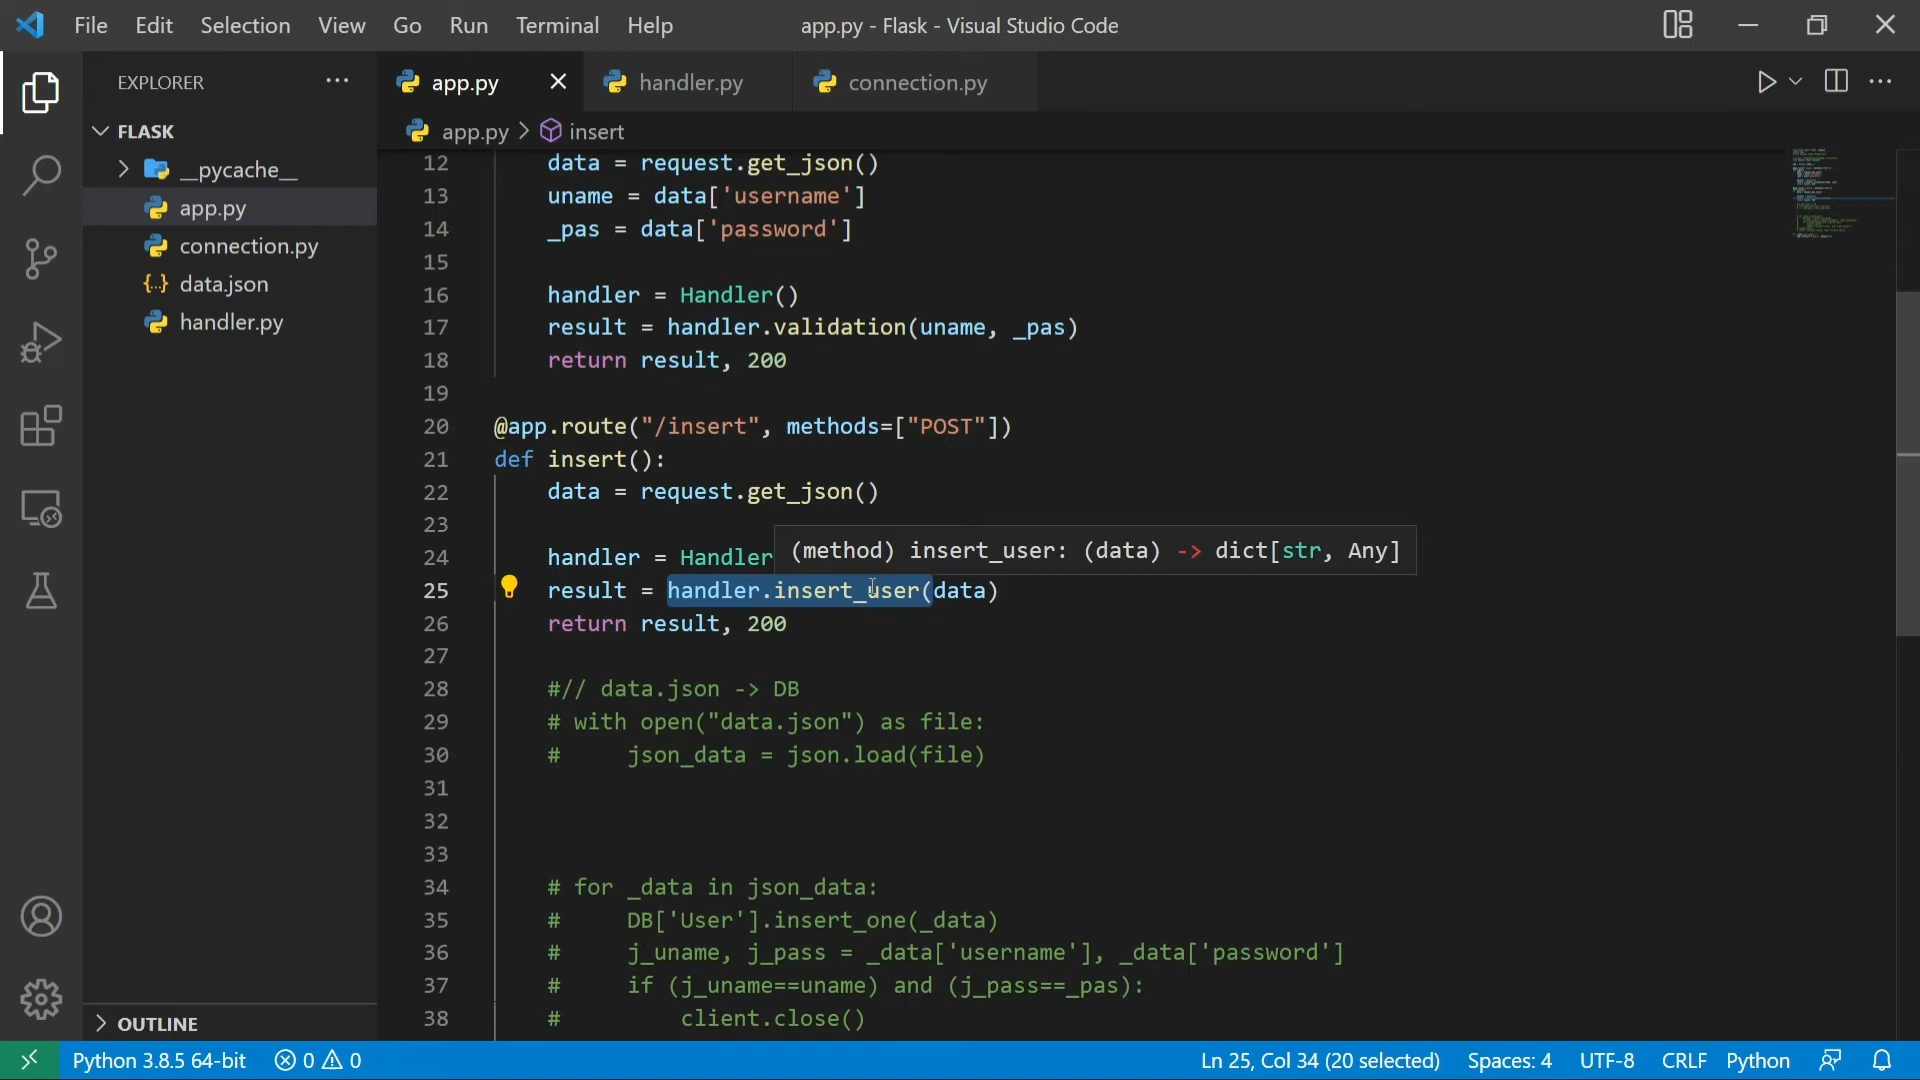 File Edit Selection View Go Run Terminal Help app.py - Flask - Visual Studio Code
EXPLORER ...
app.py handler.py connection.py
FLASK
app.py > insert
__pycache__
app.py
connection.py
{..} data.json
handler.py
12 data = request.get_json()
13 uname = data['username']
14 _pas = data['password']
15
16 handler = Handler()
17 result = handler.validation(uname, _pas)
18 return result, 200
19
20 @app.route("/insert", methods=["POST"])
21 def insert():
22 data = request.get_json()
23
(method) insert_user: (data) -> dict[str, Any]
24 handler = Handler
25 result = handler.insert_user(data)
26 return result, 200
27
28 #// data.json -> DB
29 # with open("data.json") as file:
30 # json_data = json.load(file)
31
32
33
34 # for _data in json_data:
35 # DB['User'].insert_one(_data)
36 # j_uname, j_pass = _data['username'], _data['password']
37 # if (j_uname==uname) and (j_pass==_pas):
38 # client.close()
OUTLINE
Python 3.8.5 64-bit 0 0 Ln 25, Col 34 (20 selected) Spaces: 4 UTF-8 CRLF Python